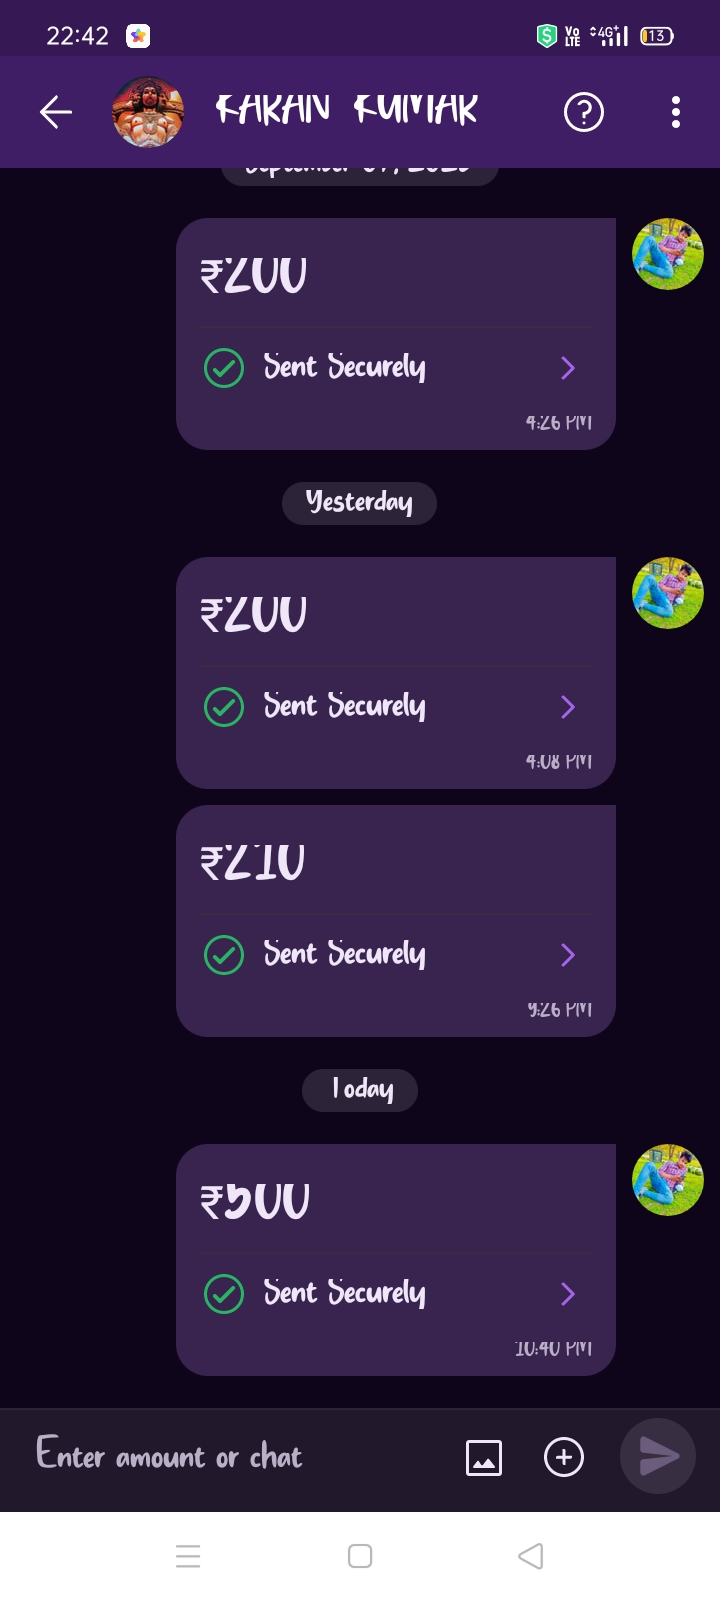 22:42
Vo
LTE
4G+
13
KARAN KUMAR
₹200
Sent Securely
4:26 PM
Yesterday
₹200
Sent Securely
4:08 PM
₹210
Sent Securely
9:26 PM
Today
₹500
Sent Securely
10:40 PM
Enter amount or chat